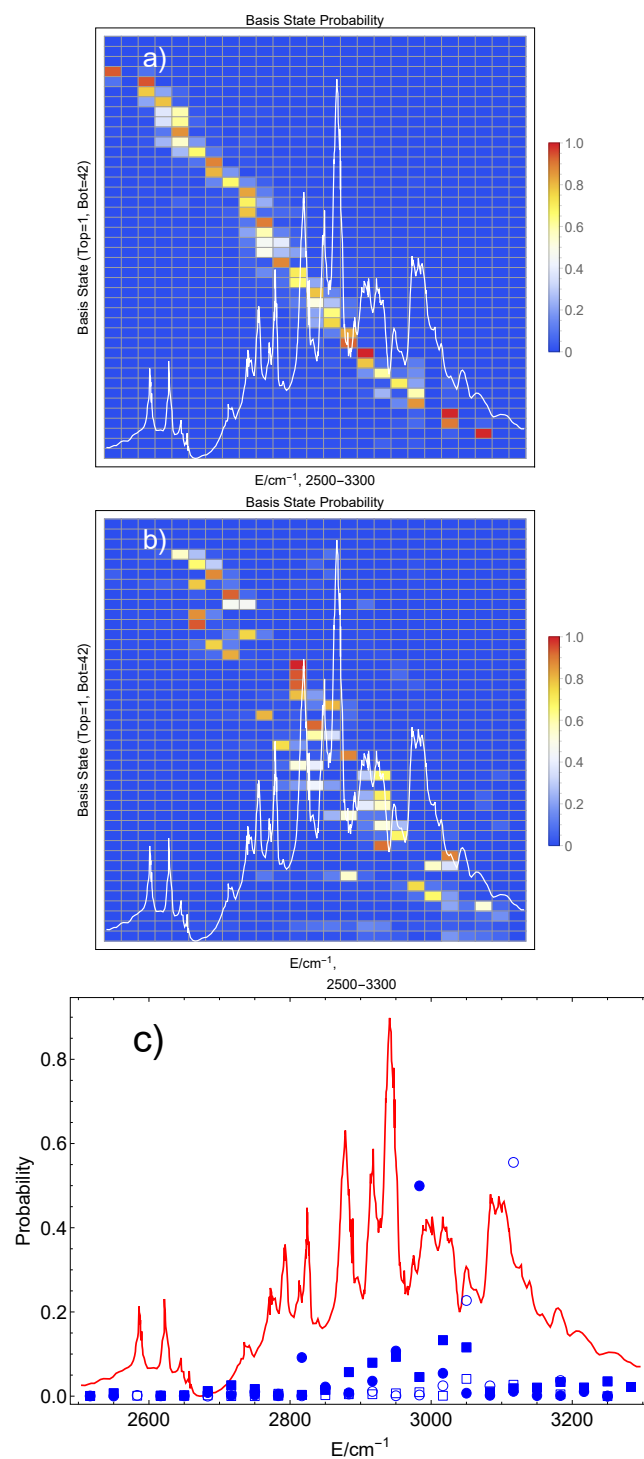 Basis State Probability
a)
Basis State (Top=1, Bot=42)
1.0
0.8
0.6
0.4
0.2
0
E/cm⁻¹, 2500−3300
Basis State Probability
b)
Basis State (Top=1, Bot=42)
1.0
0.8
0.6
0.4
0.2
0
E/cm⁻¹,
2500−3300
c)
Probability
0.8
0.6
0.4
0.2
0.0
2600 2800 3000 3200
E/cm⁻¹